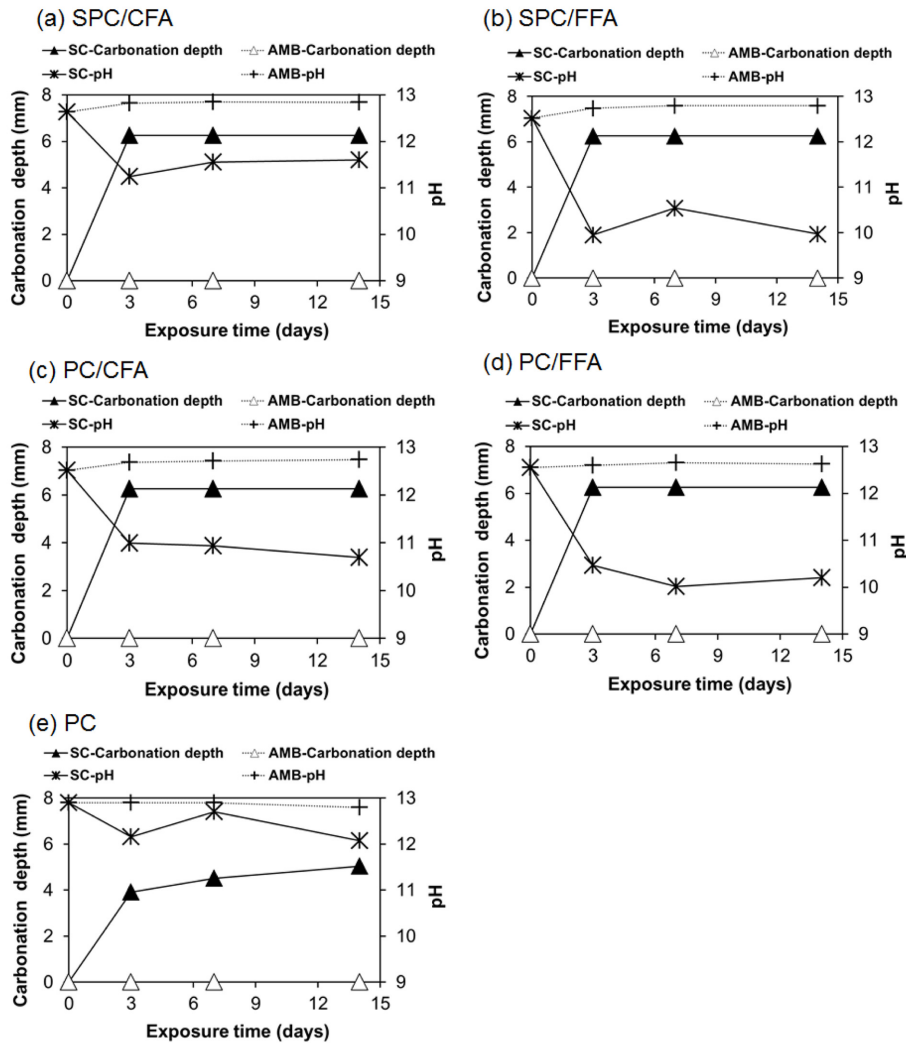 (a) SPC/CFA
SC-Carbonation depth AMB-Carbonation depth
SC-pH AMB-pH
Carbonation depth (mm)
8
6
4
2
0
13
12
11
10
9
pH
0 3 6 9 12 15
Exposure time (days)
(b) SPC/FFA
SC-Carbonation depth AMB-Carbonation depth
SC-pH AMB-pH
Carbonation depth (mm)
8
6
4
2
0
13
12
11
10
9
pH
0 3 6 9 12 15
Exposure time (days)
(c) PC/CFA
SC-Carbonation depth AMB-Carbonation depth
SC-pH AMB-pH
Carbonation depth (mm)
8
6
4
2
0
13
12
11
10
9
pH
0 3 6 9 12 15
Exposure time (days)
(d) PC/FFA
SC-Carbonation depth AMB-Carbonation depth
SC-pH AMB-pH
Carbonation depth (mm)
8
6
4
2
0
13
12
11
10
9
pH
0 3 6 9 12 15
Exposure time (days)
(e) PC
SC-Carbonation depth AMB-Carbonation depth
SC-pH AMB-pH
Carbonation depth (mm)
8
6
4
2
0
13
12
11
10
9
pH
0 3 6 9 12 15
Exposure time (days)